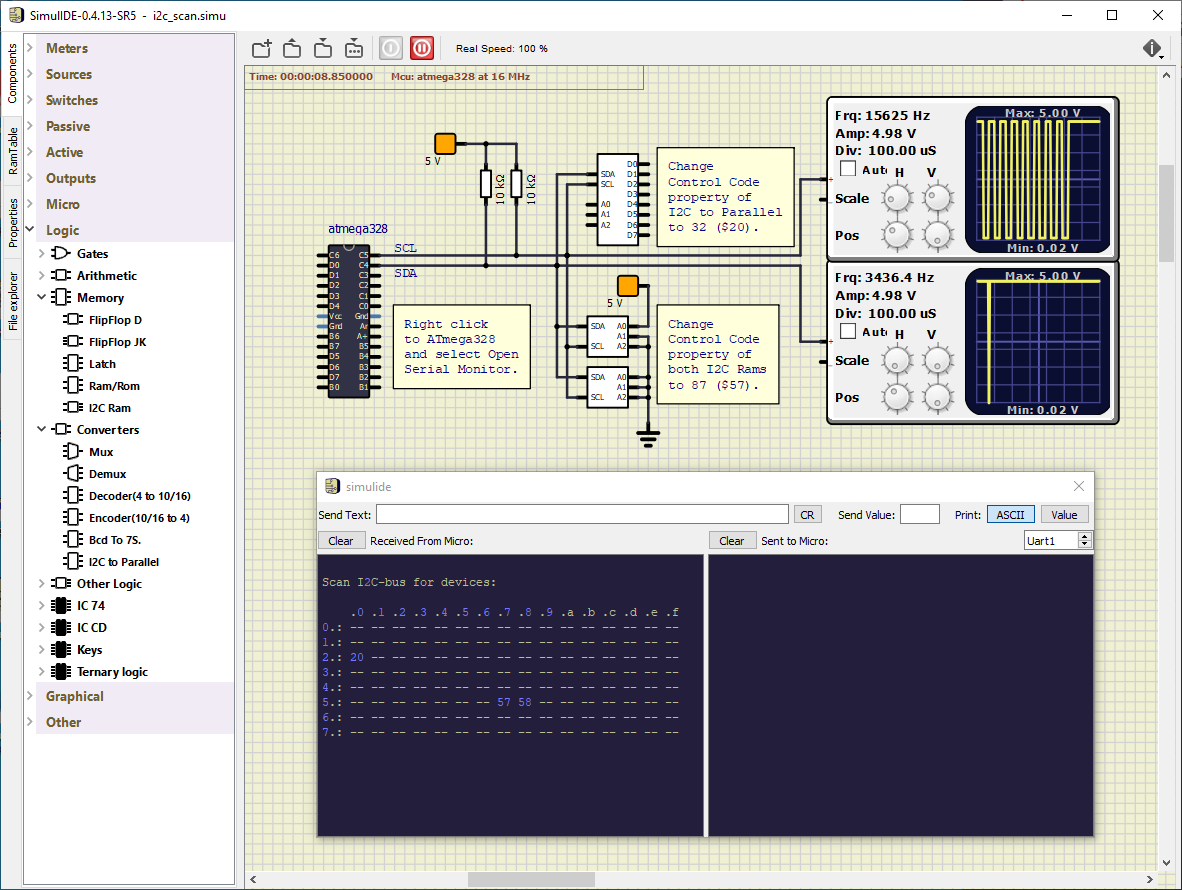 SimulIDE-0.4.13-SR5 - i2c_scan.simu
Components
RamTable
Properties
File explorer
Meters
Sources
Switches
Passive
Active
Outputs
Micro
Logic
Gates
Arithmetic
Memory
FlipFlop D
FlipFlop JK
Latch
Ram/Rom
I2C Ram
Converters
Mux
Demux
Decoder(4 to 10/16)
Encoder(10/16 to 4)
Bcd To 7S.
I2C to Parallel
Other Logic
IC 74
IC CD
Keys
Ternary logic
Graphical
Other
Real Speed: 100 %
Time: 00:00:08.850000 Mcu: atmega328 at 16 MHz
5 V
10 kΩ
10 kΩ
atmega328
SCL
SDA
C6 C5
D0 C4
D1 C3
D2 C2
D3 C1
D4 C0
Vcc Gnd
Gnd Ar
B6 A+
B7 B5
D5 B4
D6 B3
D7 B2
B0 B1
Right click
to ATmega328
and select Open
Serial Monitor.
D0
SDA D1
SCL D2
D3
A0 D4
A1 D5
A2 D6
D7
Change
Control Code
property of
I2C to Parallel
to 32 ($20).
5 V
SDA A0
A1
SCL A2
SDA A0
A1
SCL A2
Change
Control Code
property of
both I2C Rams
to 87 ($57).
Frq: 15625 Hz
Amp: 4.98 V
Div: 100.00 uS
Auto H V
Scale
Pos
Max: 5.00 V
Min: 0.02 V
Frq: 3436.4 Hz
Amp: 4.98 V
Div: 100.00 uS
Auto H V
Scale
Pos
Max: 5.00 V
Min: 0.02 V
simulide
Send Text: CR Send Value: Print: ASCII Value
Clear Received From Micro: Clear Sent to Micro: Uart1
Scan I2C-bus for devices:
.0 .1 .2 .3 .4 .5 .6 .7 .8 .9 .a .b .c .d .e .f
0.: -- -- -- -- -- -- -- -- -- -- -- -- -- -- -- --
1.: -- -- -- -- -- -- -- -- -- -- -- -- -- -- -- --
2.: 20 -- -- -- -- -- -- -- -- -- -- -- -- -- -- --
3.: -- -- -- -- -- -- -- -- -- -- -- -- -- -- -- --
4.: -- -- -- -- -- -- -- -- -- -- -- -- -- -- -- --
5.: -- -- -- -- -- -- -- 57 58 -- -- -- -- -- -- --
6.: -- -- -- -- -- -- -- -- -- -- -- -- -- -- -- --
7.: -- -- -- -- -- -- -- -- -- -- -- -- -- -- -- --